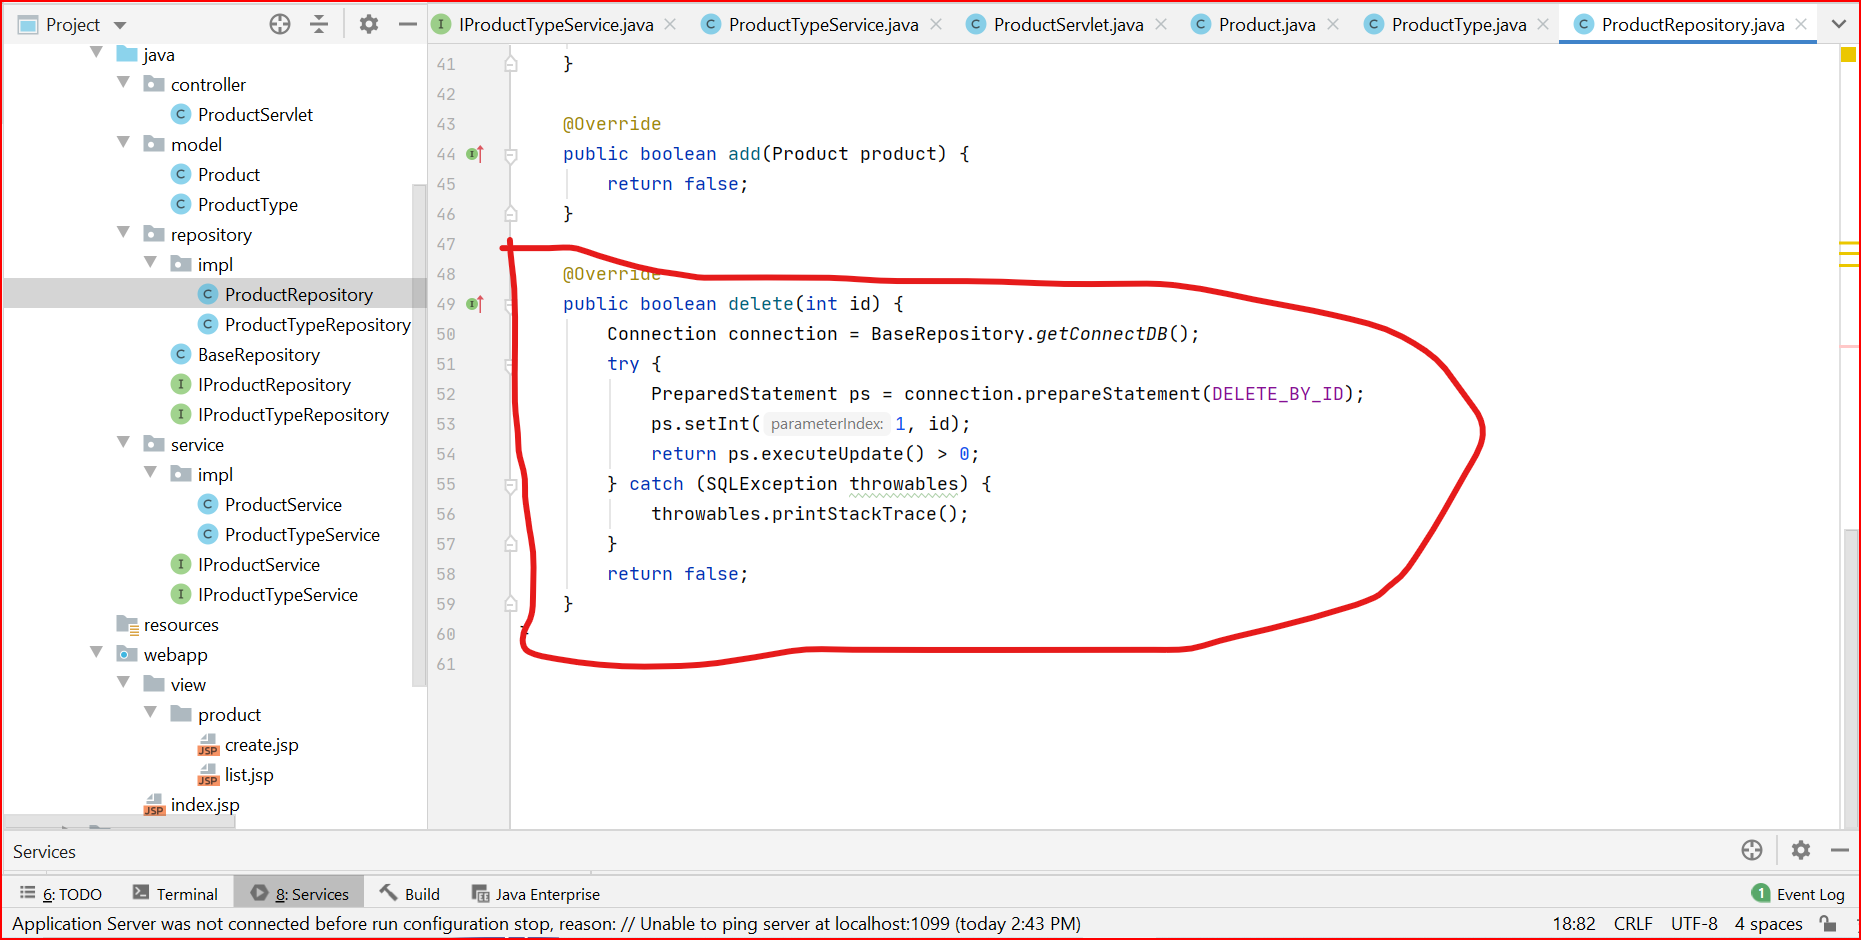 Project
IProductTypeService.java
ProductTypeService.java
ProductServlet.java
Product.java
ProductType.java
ProductRepository.java
java
controller
C ProductServlet
model
C Product
C ProductType
repository
impl
C ProductRepository
C ProductTypeRepository
C BaseRepository
I IProductRepository
I IProductTypeRepository
service
impl
C ProductService
C ProductTypeService
I IProductService
I IProductTypeService
resources
webapp
view
product
JSP create.jsp
JSP list.jsp
JSP index.jsp
41 }
42
43 @Override
44 public boolean add(Product product) {
45 return false;
46 }
47
48 @Override
49 public boolean delete(int id) {
50 Connection connection = BaseRepository.getConnectDB();
51 try {
52 PreparedStatement ps = connection.prepareStatement(DELETE_BY_ID);
53 ps.setInt( parameterIndex: 1, id);
54 return ps.executeUpdate() > 0;
55 } catch (SQLException throwables) {
56 throwables.printStackTrace();
57 }
58 return false;
59 }
60
61
Services
6: TODO Terminal 8: Services Build Java Enterprise 1 Event Log
Application Server was not connected before run configuration stop, reason: // Unable to ping server at localhost:1099 (today 2:43 PM) 18:82 CRLF UTF-8 4 spaces